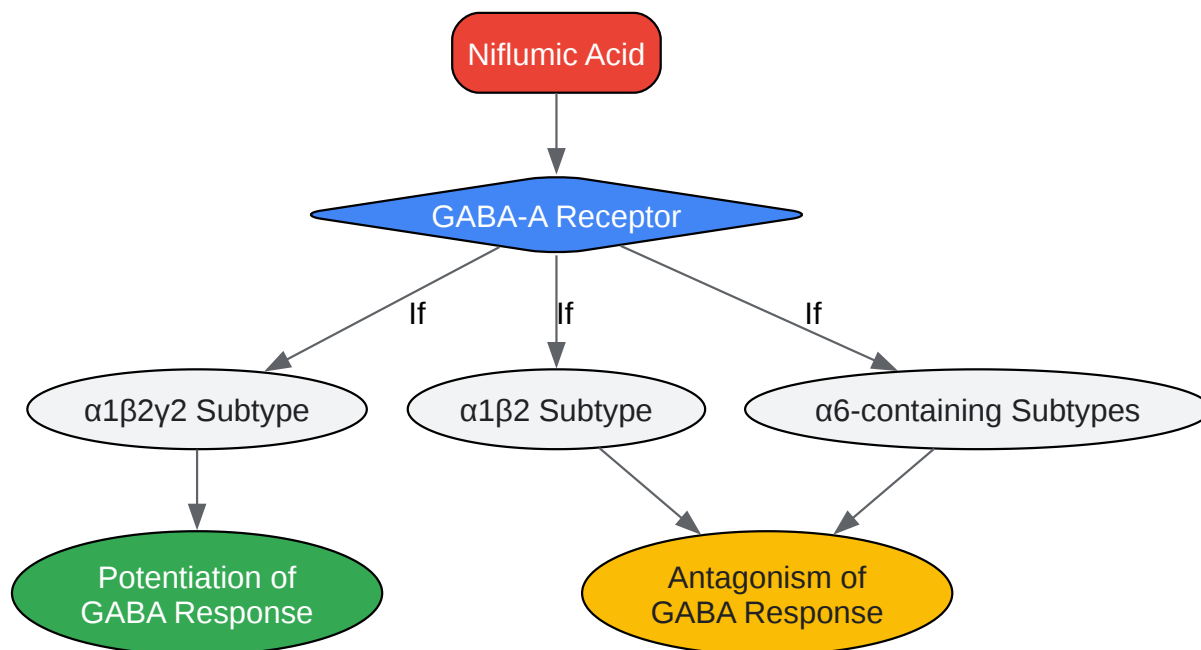 Niflumic Acid
GABA-A Receptor
If
If
If
α1β2γ2 Subtype
α1β2 Subtype
α6-containing Subtypes
Potentiation of
GABA Response
Antagonism of
GABA Response